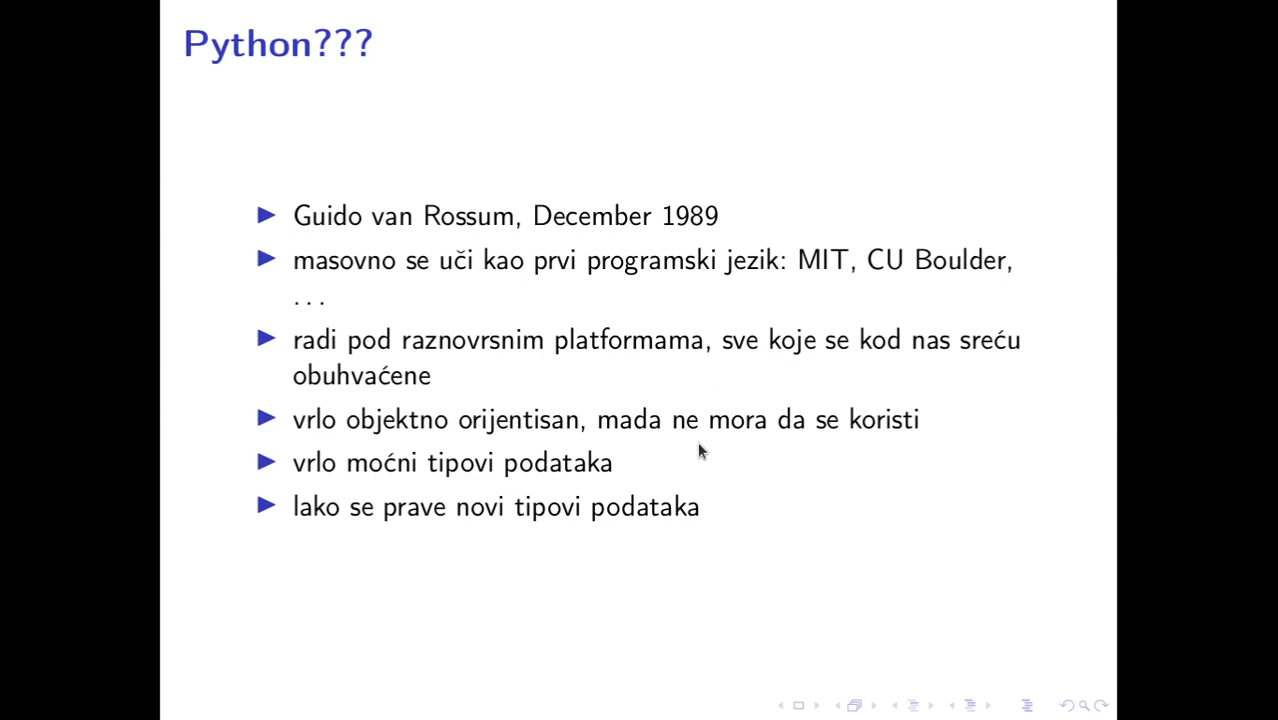 Python???
Guido van Rossum, December 1989
masovno se uči kao prvi programski jezik: MIT, CU Boulder,
...
radi pod raznovrsnim platformama, sve koje se kod nas sreću
obuhvaćene
vrlo objektno orijentisan, mada ne mora da se koristi
vrlo moćni tipovi podataka
lako se prave novi tipovi podataka